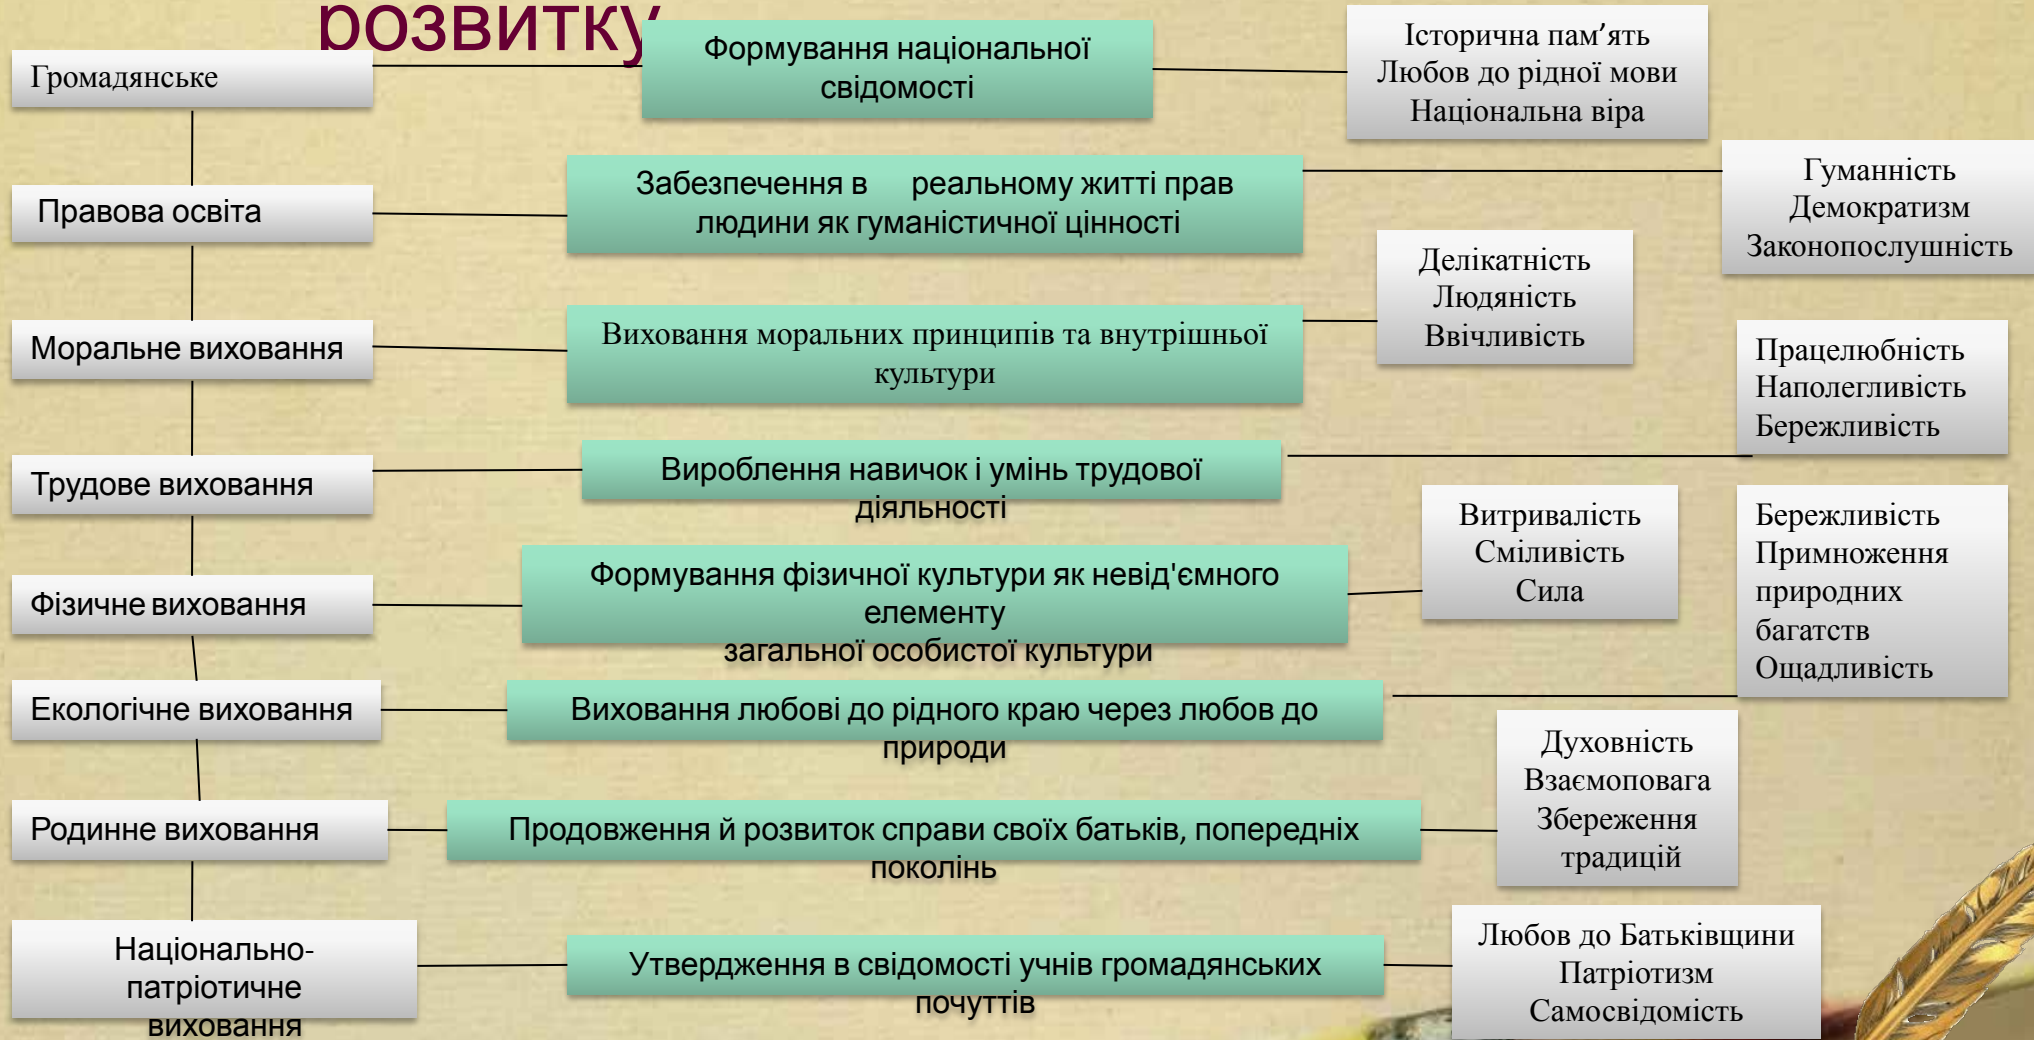 розвитку
Громадянське
Формування національної
свідомості
Історична пам’ять
Любов до рідної мови
Національна віра
Правова освіта
Забезпечення в реальному житті прав
людини як гуманістичної цінності
Гуманність
Демократизм
Законопослушність
Моральне виховання
Виховання моральних принципів та внутрішньої
культури
Делікатність
Людяність
Ввічливість
Трудове виховання
Вироблення навичок і умінь трудової
діяльності
Працелюбність
Наполегливість
Бережливість
Фізичне виховання
Формування фізичної культури як невід'ємного
елементу
загальної особистої культури
Витривалість
Сміливість
Сила
Екологічне виховання
Виховання любові до рідного краю через любов до
природи
Бережливість
Примноження
природних
багатств
Ощадливість
Родинне виховання
Продовження й розвиток справи своїх батьків, попередніх
поколінь
Духовність
Взаємоповага
Збереження
традицій
Національно-
патріотичне
виховання
Утвердження в свідомості учнів громадянських
почуттів
Любов до Батьківщини
Патріотизм
Самосвідомість